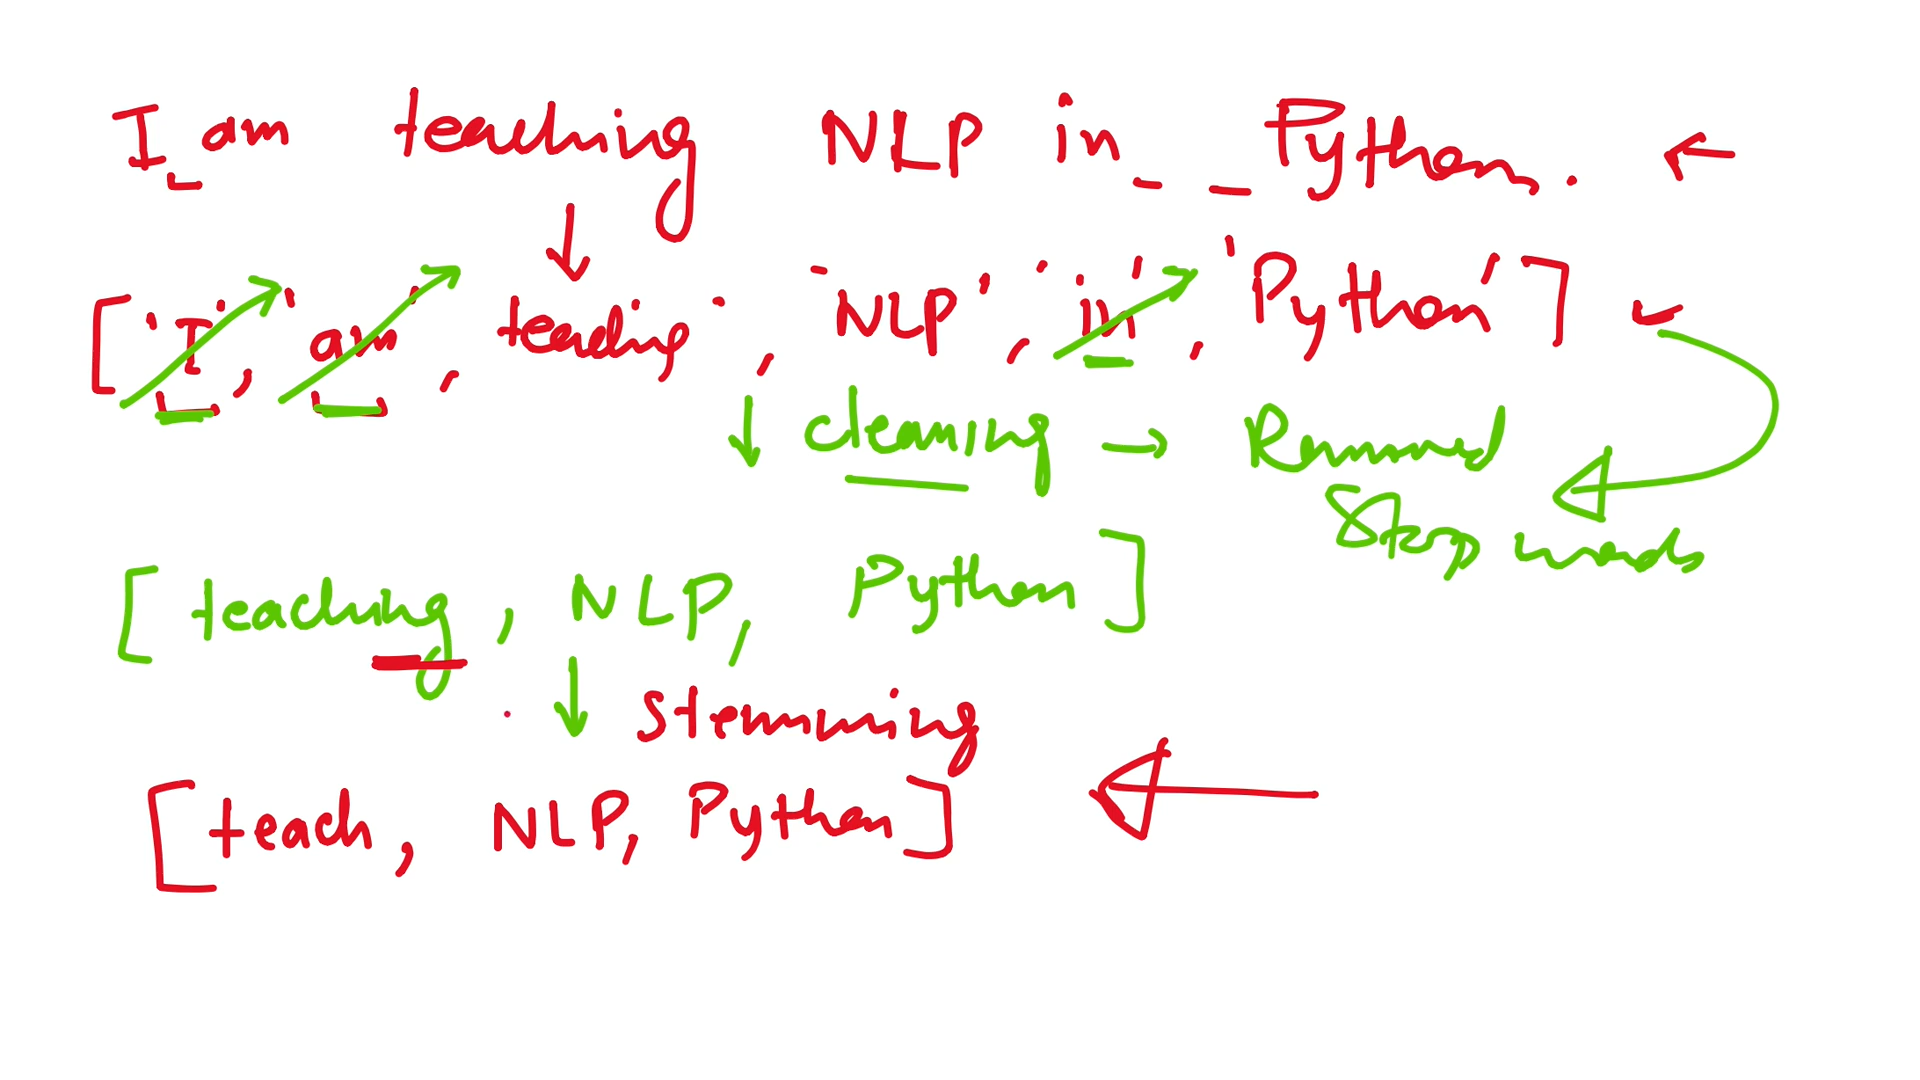 I am teaching NLP in _ _ Python.
['I', 'am', 'teaching', 'NLP', 'in', 'Python']
cleaning → Removed
Stop words
[teaching, NLP, Python]
Stemming
[teach, NLP, Python]